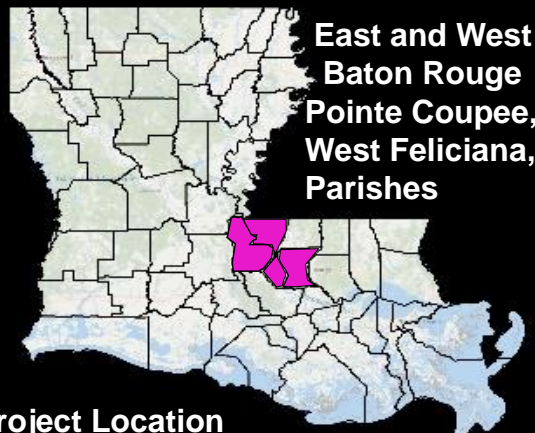 East and West
Baton Rouge
Pointe Coupee,
West Feliciana,
Parishes
roject Location